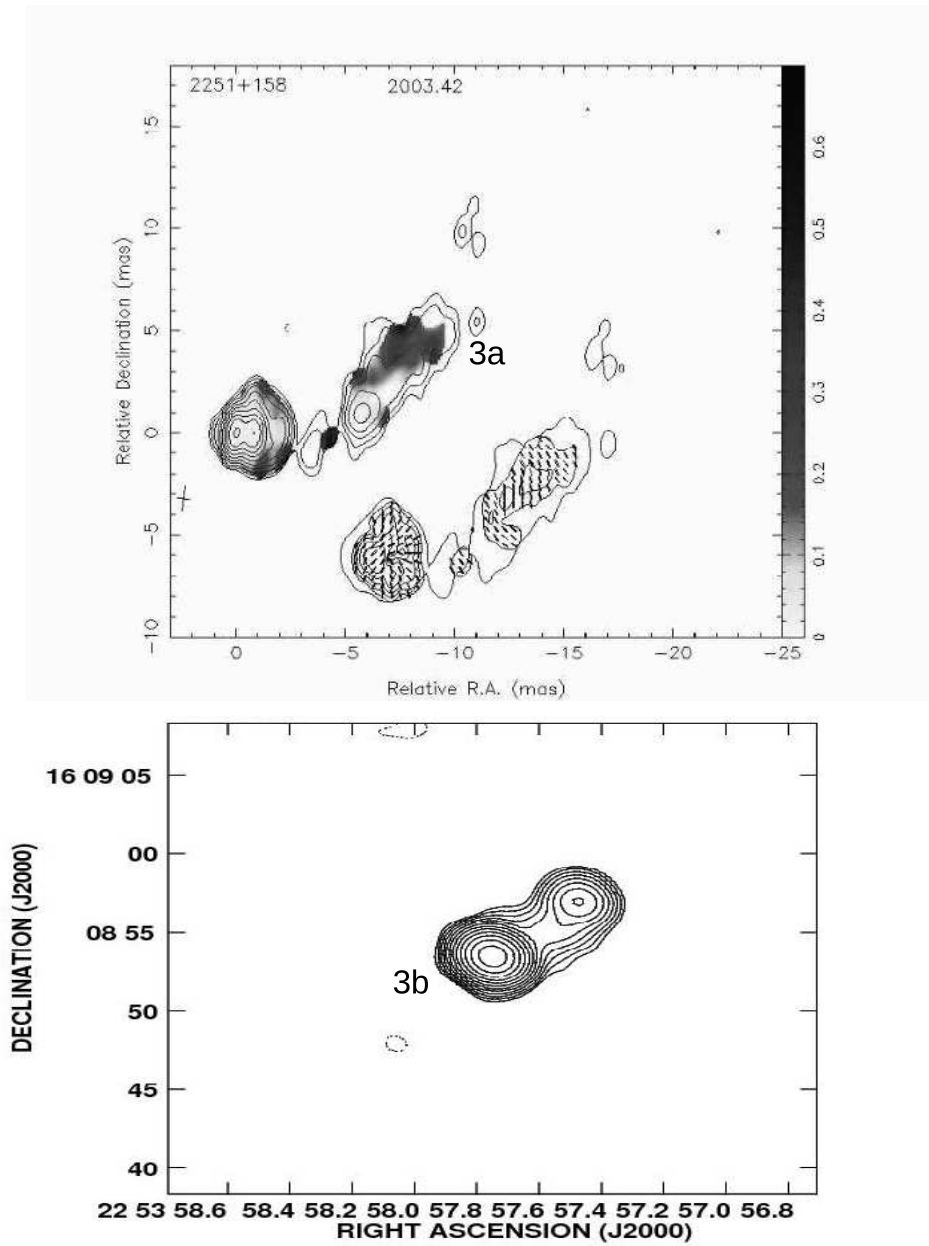 2251+158 2003.42
0.6
0.5
0.4
0.3
0.2
0.1
0
15
10
5
0
−5
−10
Relative Declination (mas)
3a
0 −5 −10 −15 −20 −25
Relative R.A. (mas)
DECLINATION (J2000)
16 09 05
00
08 55
50
45
40
3b
22 53 58.6 58.4 58.2 58.0 57.8 57.6 57.4 57.2 57.0 56.8
RIGHT ASCENSION (J2000)